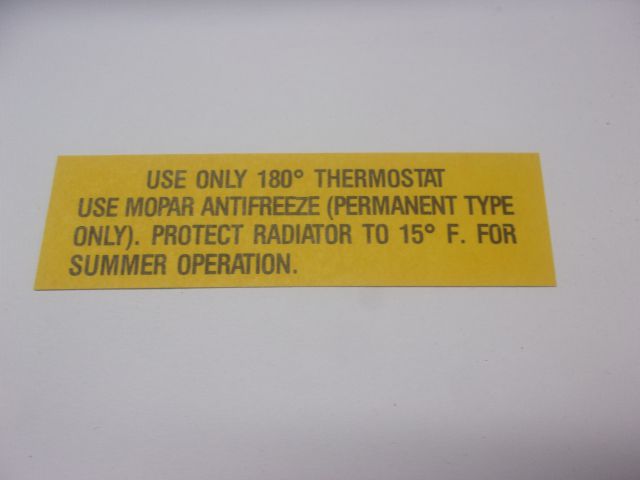 USE ONLY 180° THERMOSTAT
USE MOPAR ANTIFREEZE (PERMANENT TYPE
ONLY). PROTECT RADIATOR TO 15° F. FOR
SUMMER OPERATION.